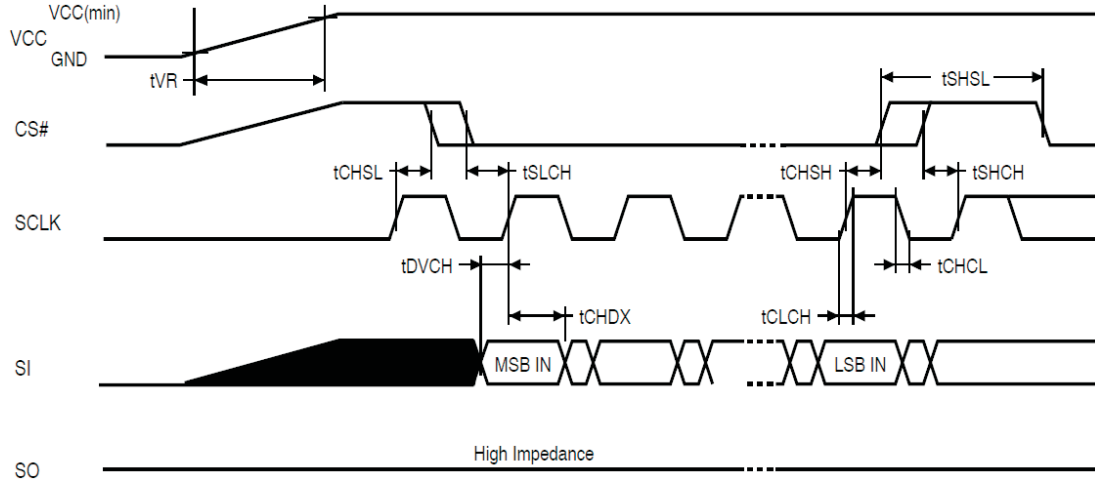 VCC(min)
VCC
GND
tVR
tSHSL
CS#
tCHSL
tSLCH
tCHSH
tSHCH
SCLK
tDVCH
tCHCL
tCHDX
tCLCH
SI
MSB IN
LSB IN
High Impedance
SO